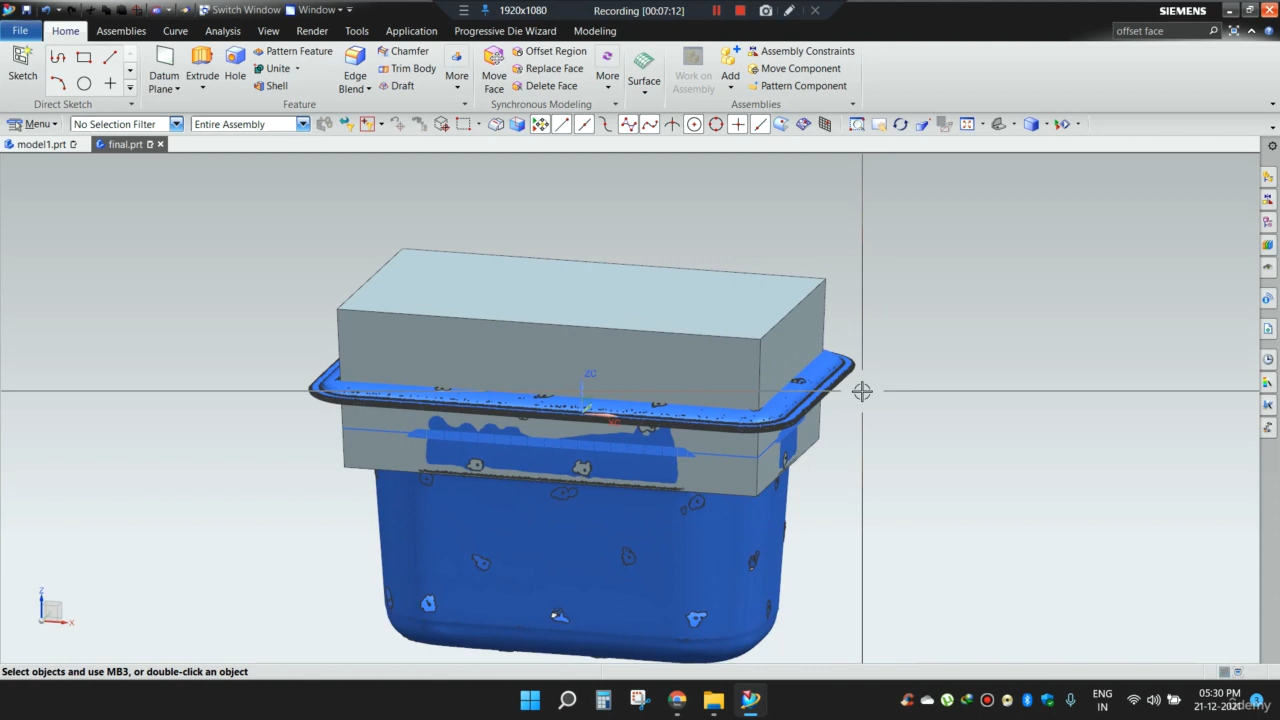 Switch Window Window
1920x1080
Recording [00:07:12]
SIEMENS
File Home Assemblies Curve Analysis View Render Tools Application Progressive Die Wizard Modeling
offset face
Sketch
Direct Sketch
Datum Plane
Extrude
Hole
Pattern Feature
Unite
Shell
Edge Blend
Chamfer
Trim Body
Draft
More
Feature
Move Face
Offset Region
Replace Face
Delete Face
More
Synchronous Modeling
Surface
Work on Assembly
Add
Assembly Constraints
Move Component
Pattern Component
Assemblies
Menu
No Selection Filter
Entire Assembly
model1.prt
final.prt
ZC
XC
Z
X
Select objects and use MB3, or double-click an object
ENG
IN
05:30 PM
21-12-2021
Udemy